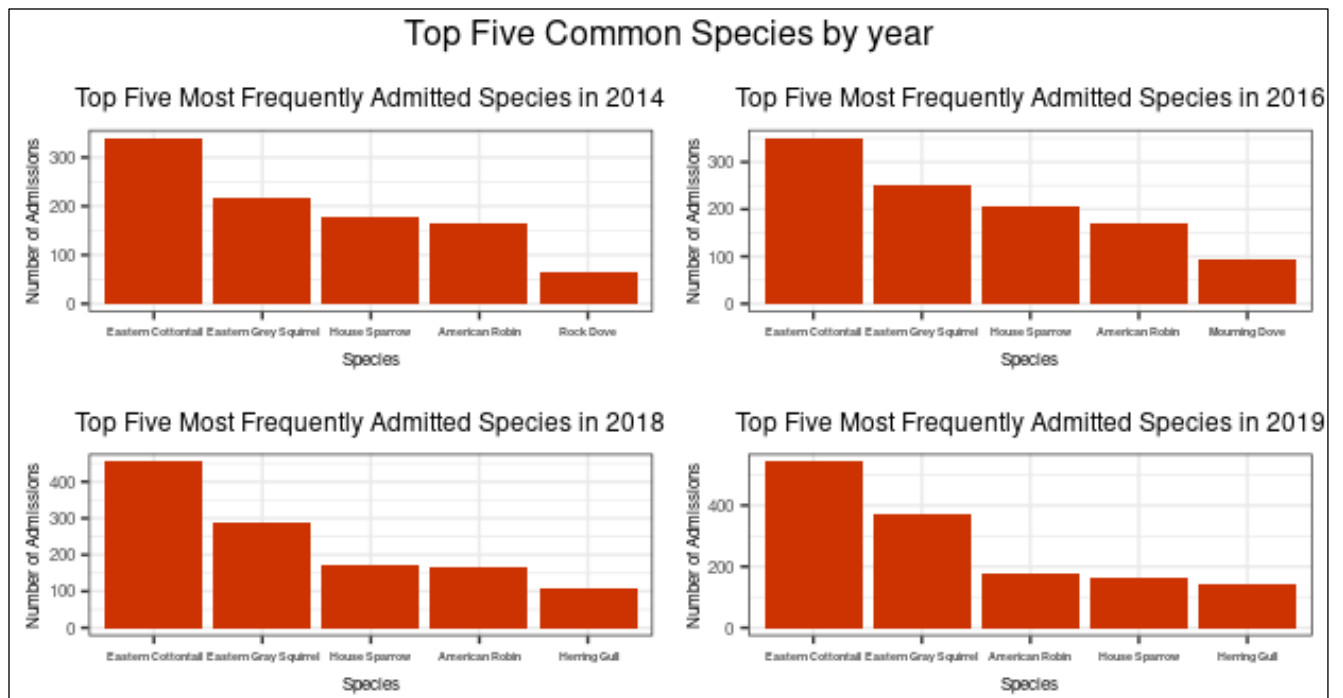 Top Five Common Species by year
Top Five Most Frequently Admitted Species in 2014
Number of Admissions
300
200
100
0
Eastern Cottontail Eastern Grey Squirrel House Sparrow American Robin Rock Dove
Species
Top Five Most Frequently Admitted Species in 2016
Number of Admissions
300
200
100
0
Eastern Cottontail Eastern Grey Squirrel House Sparrow American Robin Mourning Dove
Species
Top Five Most Frequently Admitted Species in 2018
Number of Admissions
400
300
200
100
0
Eastern Cottontail Eastern Gray Squirrel House Sparrow American Robin Herring Gull
Species
Top Five Most Frequently Admitted Species in 2019
Number of Admissions
400
200
0
Eastern Cottontail Eastern Gray Squirrel American Robin House Sparrow Herring Gull
Species